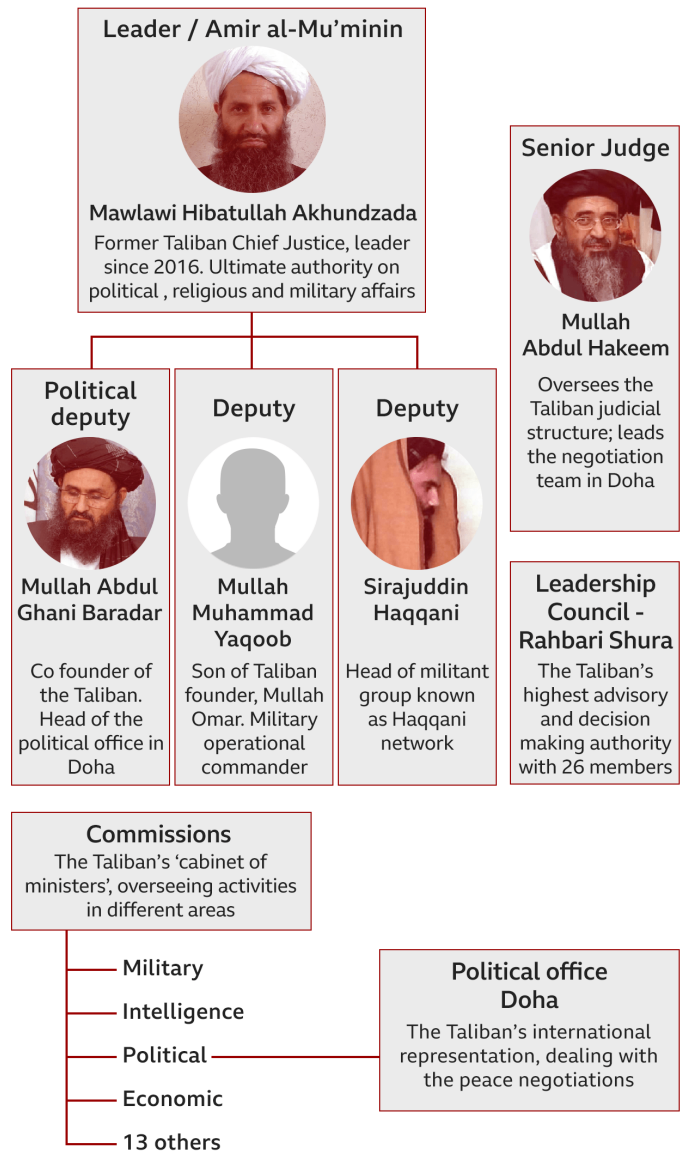 Leader / Amir al-Mu’minin
Mawlawi Hibatullah Akhundzada
Former Taliban Chief Justice, leader
since 2016. Ultimate authority on
political , religious and military affairs
Senior Judge
Mullah
Abdul Hakeem
Oversees the
Taliban judicial
structure; leads
the negotiation
team in Doha
Political
deputy
Mullah Abdul
Ghani Baradar
Co founder of
the Taliban.
Head of the
political office in
Doha
Deputy
Mullah
Muhammad
Yaqoob
Son of Taliban
founder, Mullah
Omar. Military
operational
commander
Deputy
Sirajuddin
Haqqani
Head of militant
group known
as Haqqani
network
Leadership
Council -
Rahbari Shura
The Taliban’s
highest advisory
and decision
making authority
with 26 members
Commissions
The Taliban’s ‘cabinet of
ministers’, overseeing activities
in different areas
Military
Intelligence
Political
Economic
13 others
Political office
Doha
The Taliban’s international
representation, dealing with
the peace negotiations